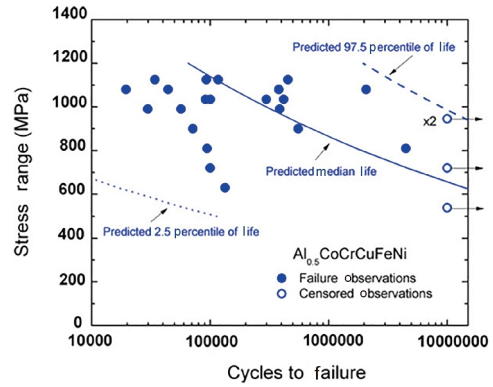 1400
1200
1000
800
600
400
200
0
Stress range (MPa)
Predicted 97.5 percentile of life
x2
Predicted median life
Predicted 2.5 percentile of life
Al0.5CoCrCuFeNi
Failure observations
Censored observations
10000 100000 1000000 10000000
Cycles to failure